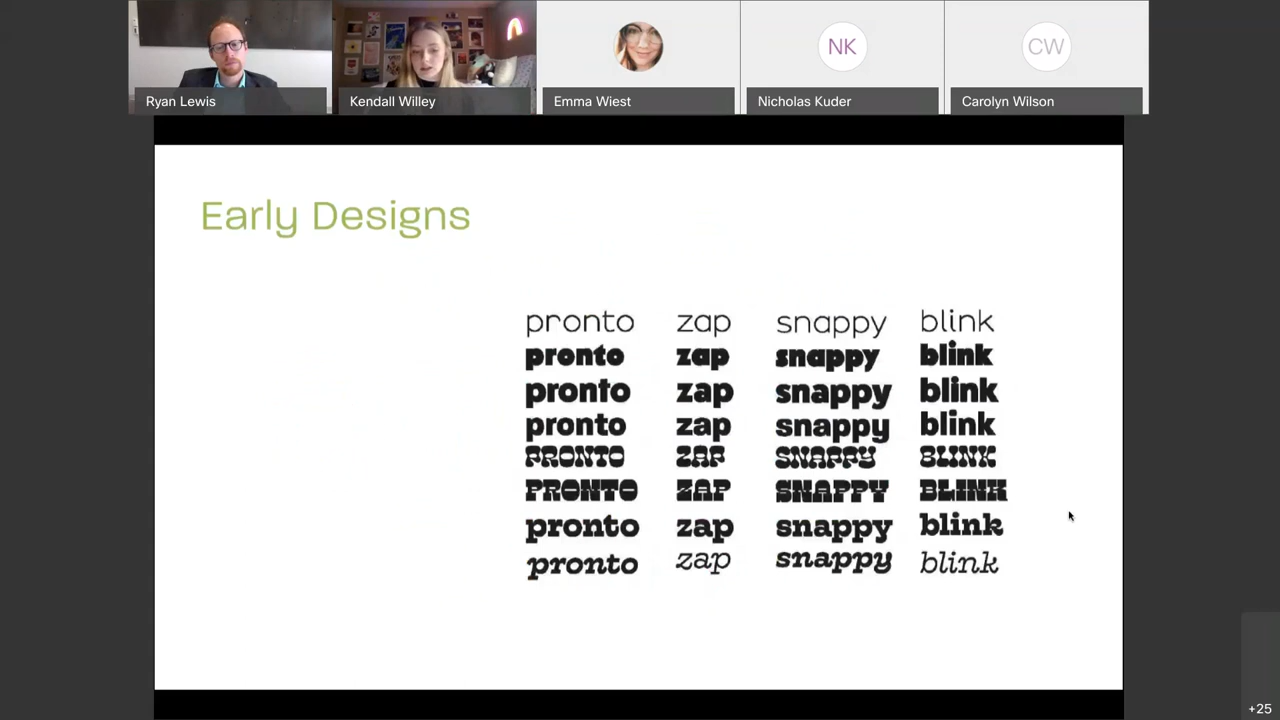 Ryan Lewis
Kendall Willey
Emma Wiest
NK
Nicholas Kuder
CW
Carolyn Wilson
Early Designs
pronto zap snappy blink
pronto zap snappy blink
pronto zap snappy blink
pronto zap snappy blink
PRONTO ZAP SNAPPY BLINK
PRONTO ZAP SNAPPY BLINK
pronto zap snappy blink
pronto zap snappy blink
+25